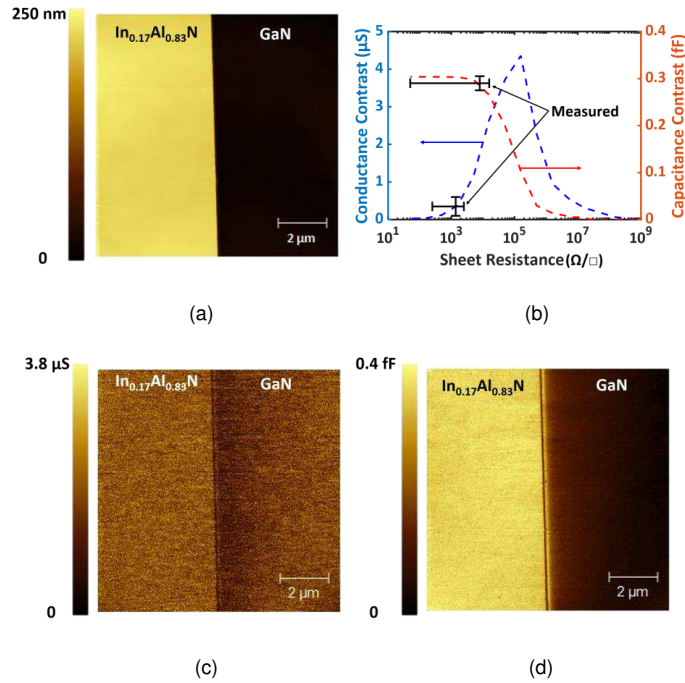 250 nm
In0.17Al0.83N GaN
2 µm
0
(a)
Conductance Contrast (µS)
5
4
3
2
1
0
Measured
0.4
0.3
0.2
0.1
0
Capacitance Contrast (fF)
10^1 10^3 10^5 10^7 10^9
Sheet Resistance(Ω/□)
(b)
3.8 µS
In0.17Al0.83N GaN
2 µm
0
(c)
0.4 fF
In0.17Al0.83N GaN
2 µm
0
(d)